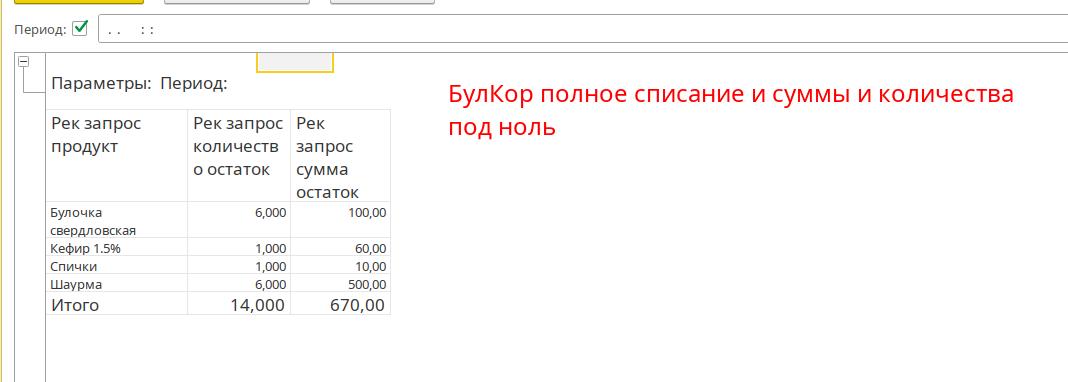 Период:
. .   : :
Параметры: Период:
БулКор полное списание и суммы и количества
под ноль
Рек запрос продукт
Рек запрос количество остаток
Рек запрос сумма остаток
Булочка свердловская 6,000 100,00
Кефир 1.5% 1,000 60,00
Спички 1,000 10,00
Шаурма 6,000 500,00
Итого 14,000 670,00